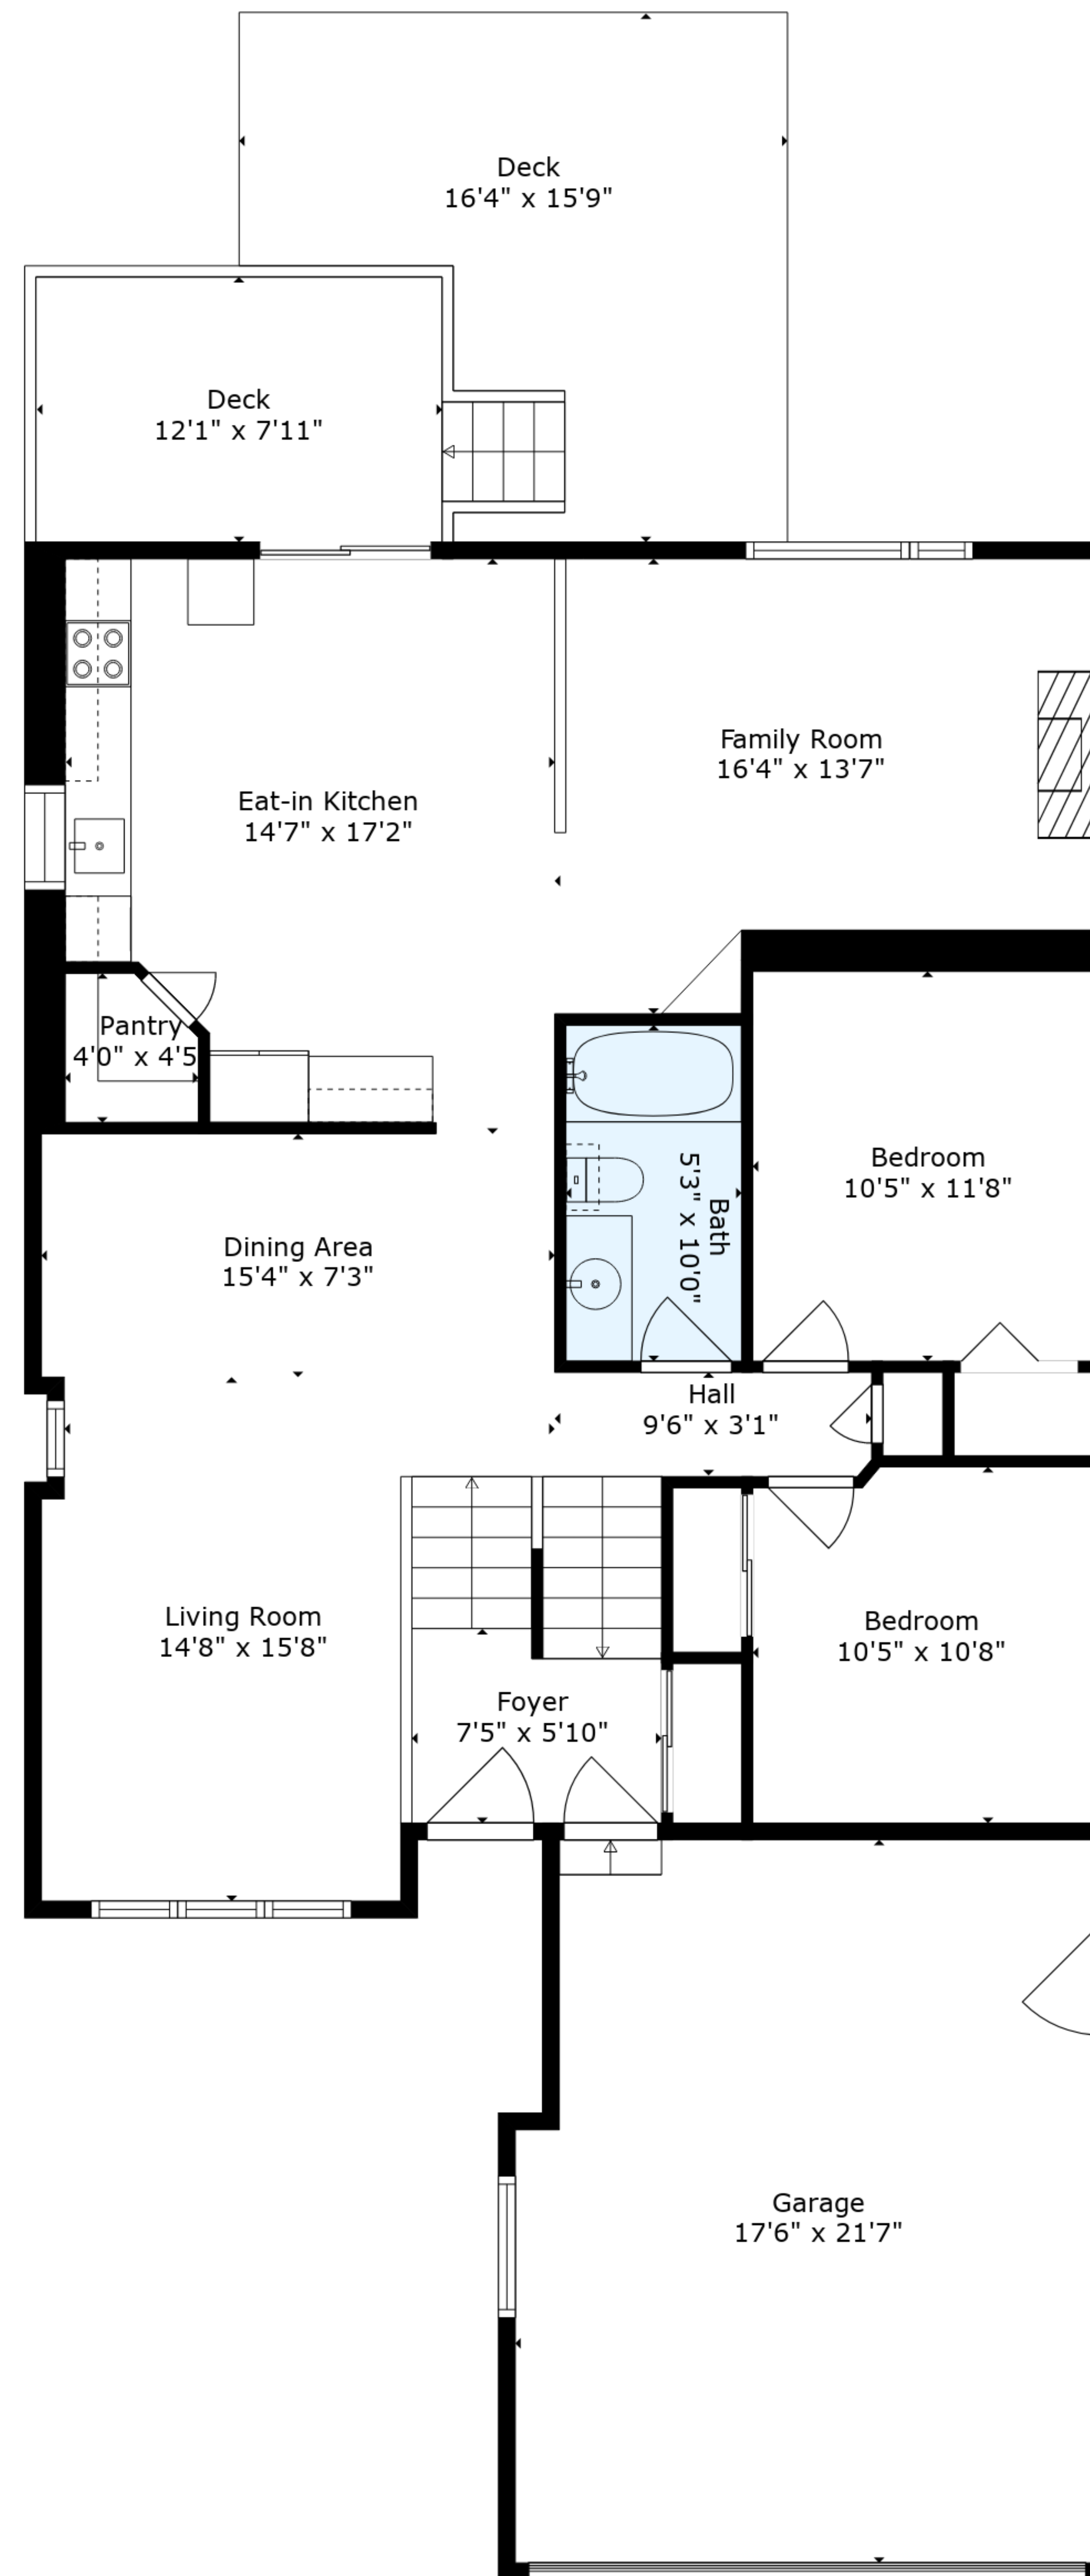 Deck
16'4" x 15'9"
Deck
12'1" x 7'11"
Family Room
16'4" x 13'7"
Eat-in Kitchen
14'7" x 17'2"
Pantry
4'0" x 4'5
Bedroom
10'5" x 11'8"
Bath
5'3" x 10'0"
Dining Area
15'4" x 7'3"
Hall
9'6" x 3'1"
Living Room
14'8" x 15'8"
Bedroom
10'5" x 10'8"
Foyer
7'5" x 5'10"
Garage
17'6" x 21'7"